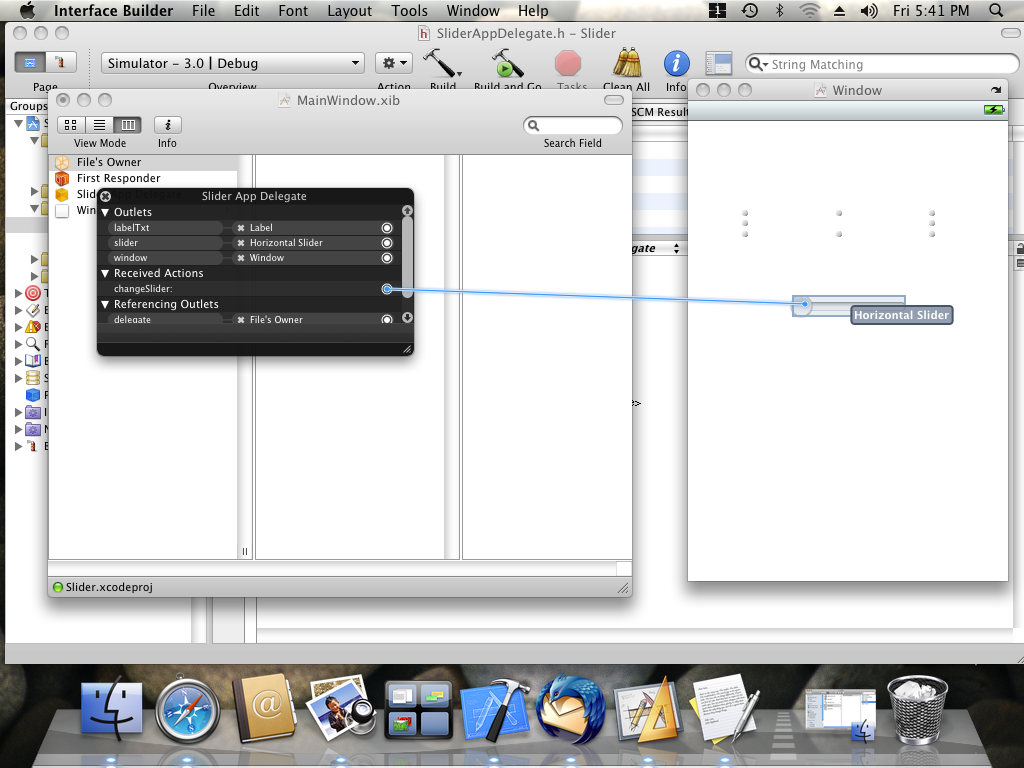 Interface Builder File Edit Font Layout Tools Window Help Fri 5:41 PM
SliderAppDelegate.h – Slider
Simulator – 3.0 | Debug
String Matching
Page Overview Action Build Build and Go Tasks Clean All Info
Groups
SCM Result
MainWindow.xib
View Mode Info Search Field
File's Owner
First Responder
Slid
Win
Slider App Delegate
Outlets
labelTxt Label
slider Horizontal Slider
window Window
Received Actions
changeSlider:
Referencing Outlets
delegate File's Owner
Slider.xcodeproj
gate
Window
Horizontal Slider